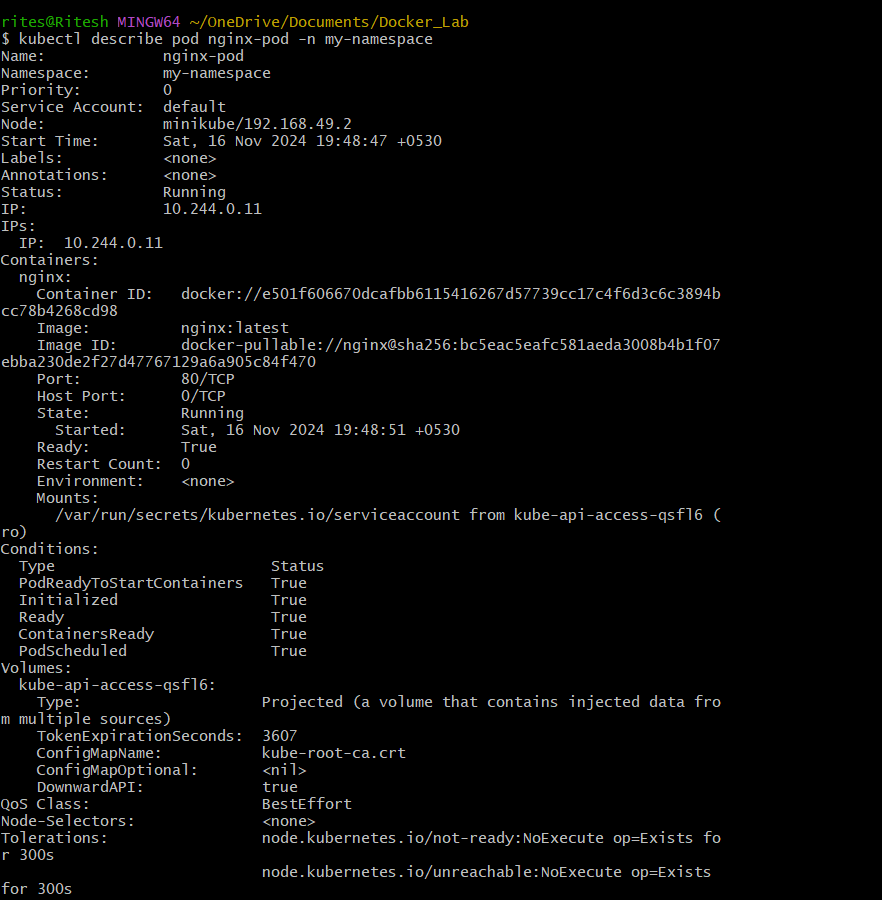 rites@Ritesh MINGW64 ~/OneDrive/Documents/Docker_Lab
$ kubectl describe pod nginx-pod -n my-namespace
Name:             nginx-pod
Namespace:        my-namespace
Priority:         0
Service Account:  default
Node:             minikube/192.168.49.2
Start Time:       Sat, 16 Nov 2024 19:48:47 +0530
Labels:           <none>
Annotations:      <none>
Status:           Running
IP:               10.244.0.11
IPs:
  IP:  10.244.0.11
Containers:
  nginx:
    Container ID:   docker://e501f606670dcafbb6115416267d57739cc17c4f6d3c6c3894b
cc78b4268cd98
    Image:          nginx:latest
    Image ID:       docker-pullable://nginx@sha256:bc5eac5eafc581aeda3008b4b1f07
ebba230de2f27d47767129a6a905c84f470
    Port:           80/TCP
    Host Port:      0/TCP
    State:          Running
      Started:      Sat, 16 Nov 2024 19:48:51 +0530
    Ready:          True
    Restart Count:  0
    Environment:    <none>
    Mounts:
      /var/run/secrets/kubernetes.io/serviceaccount from kube-api-access-qsfl6 (
ro)
Conditions:
  Type                        Status
  PodReadyToStartContainers   True
  Initialized                 True
  Ready                       True
  ContainersReady             True
  PodScheduled                True
Volumes:
  kube-api-access-qsfl6:
    Type:                    Projected (a volume that contains injected data fro
m multiple sources)
    TokenExpirationSeconds:  3607
    ConfigMapName:           kube-root-ca.crt
    ConfigMapOptional:       <nil>
    DownwardAPI:             true
QoS Class:                   BestEffort
Node-Selectors:              <none>
Tolerations:                 node.kubernetes.io/not-ready:NoExecute op=Exists fo
r 300s
                             node.kubernetes.io/unreachable:NoExecute op=Exists
for 300s